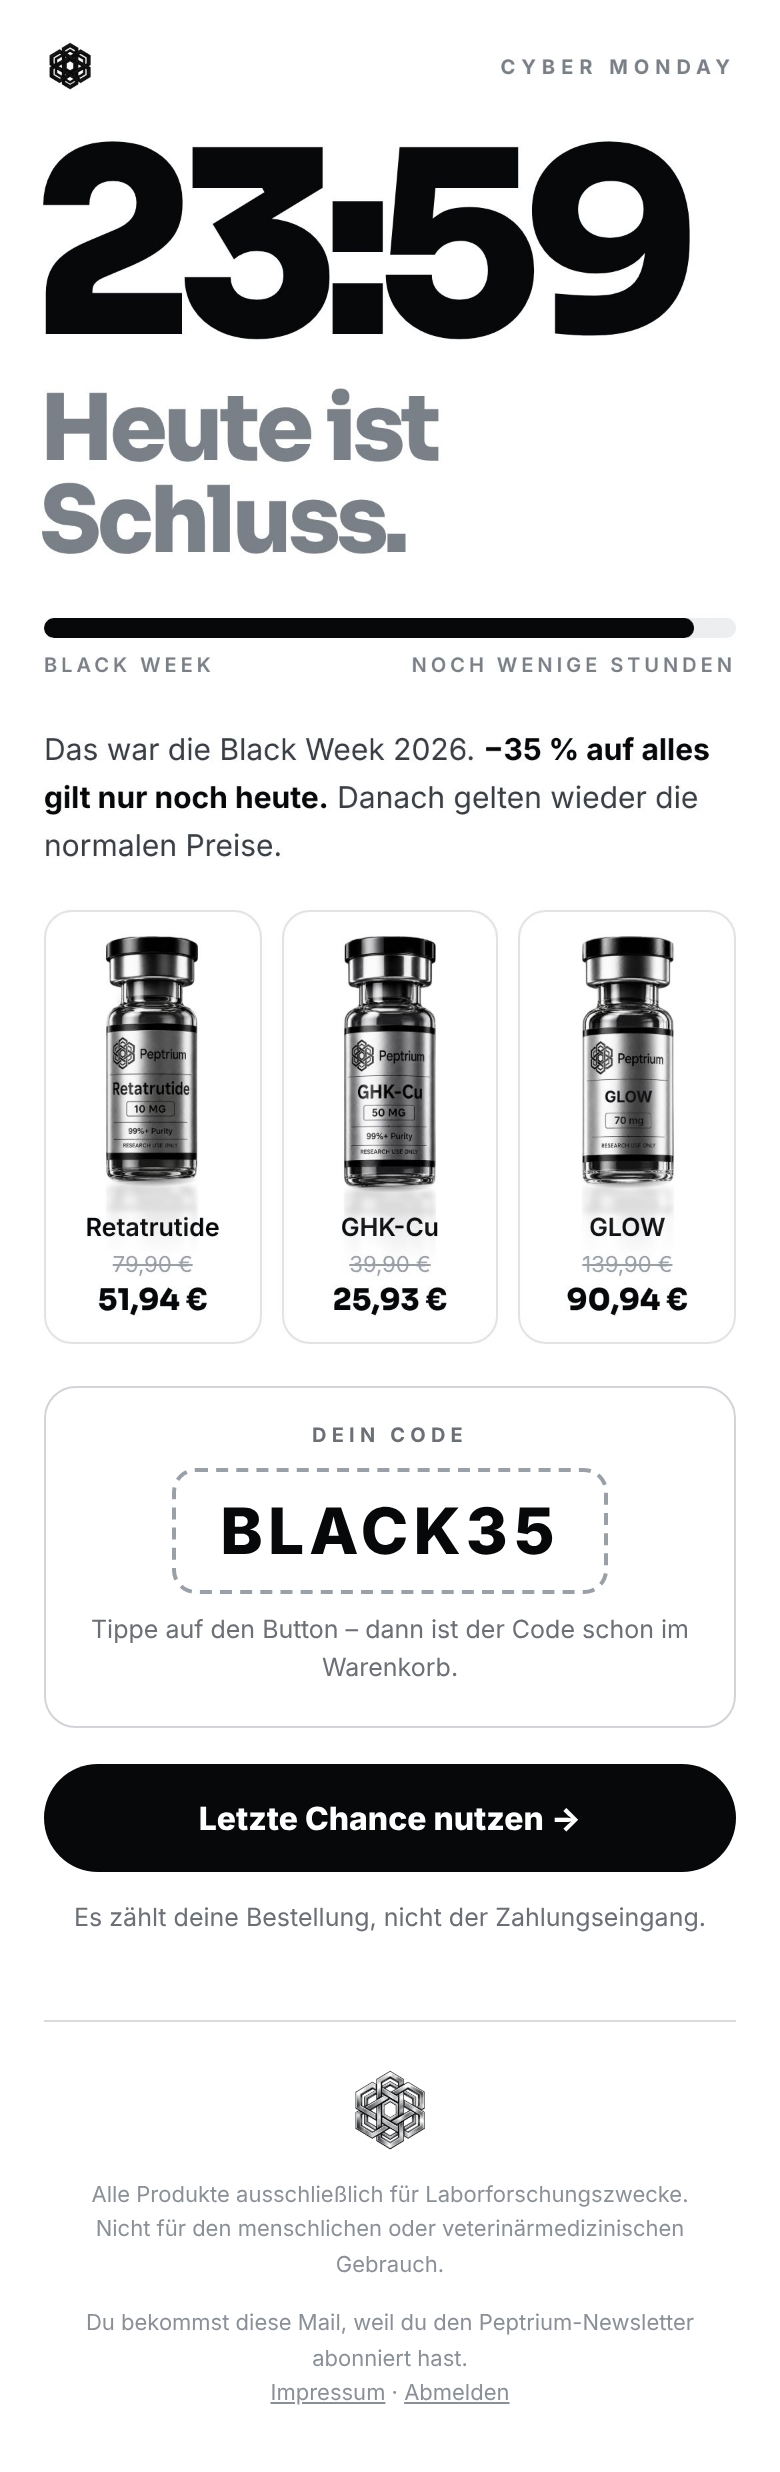 CYBER MONDAY
23:59
Heute ist
Schluss.
BLACK WEEK
NOCH WENIGE STUNDEN
Das war die Black Week 2026. −35 % auf alles
gilt nur noch heute. Danach gelten wieder die
normalen Preise.
Peptrium
Retatrutide
10 MG
99%+ Purity
RESEARCH USE ONLY
Retatrutide
79,90 €
51,94 €
Peptrium
GHK-Cu
50 MG
99%+ Purity
RESEARCH USE ONLY
GHK-Cu
39,90 €
25,93 €
Peptrium
GLOW
70 mg
RESEARCH USE ONLY
GLOW
139,90 €
90,94 €
DEIN CODE
BLACK35
Tippe auf den Button – dann ist der Code schon im
Warenkorb.
Letzte Chance nutzen →
Es zählt deine Bestellung, nicht der Zahlungseingang.
Alle Produkte ausschließlich für Laborforschungszwecke.
Nicht für den menschlichen oder veterinärmedizinischen
Gebrauch.
Du bekommst diese Mail, weil du den Peptrium-Newsletter
abonniert hast.
Impressum · Abmelden